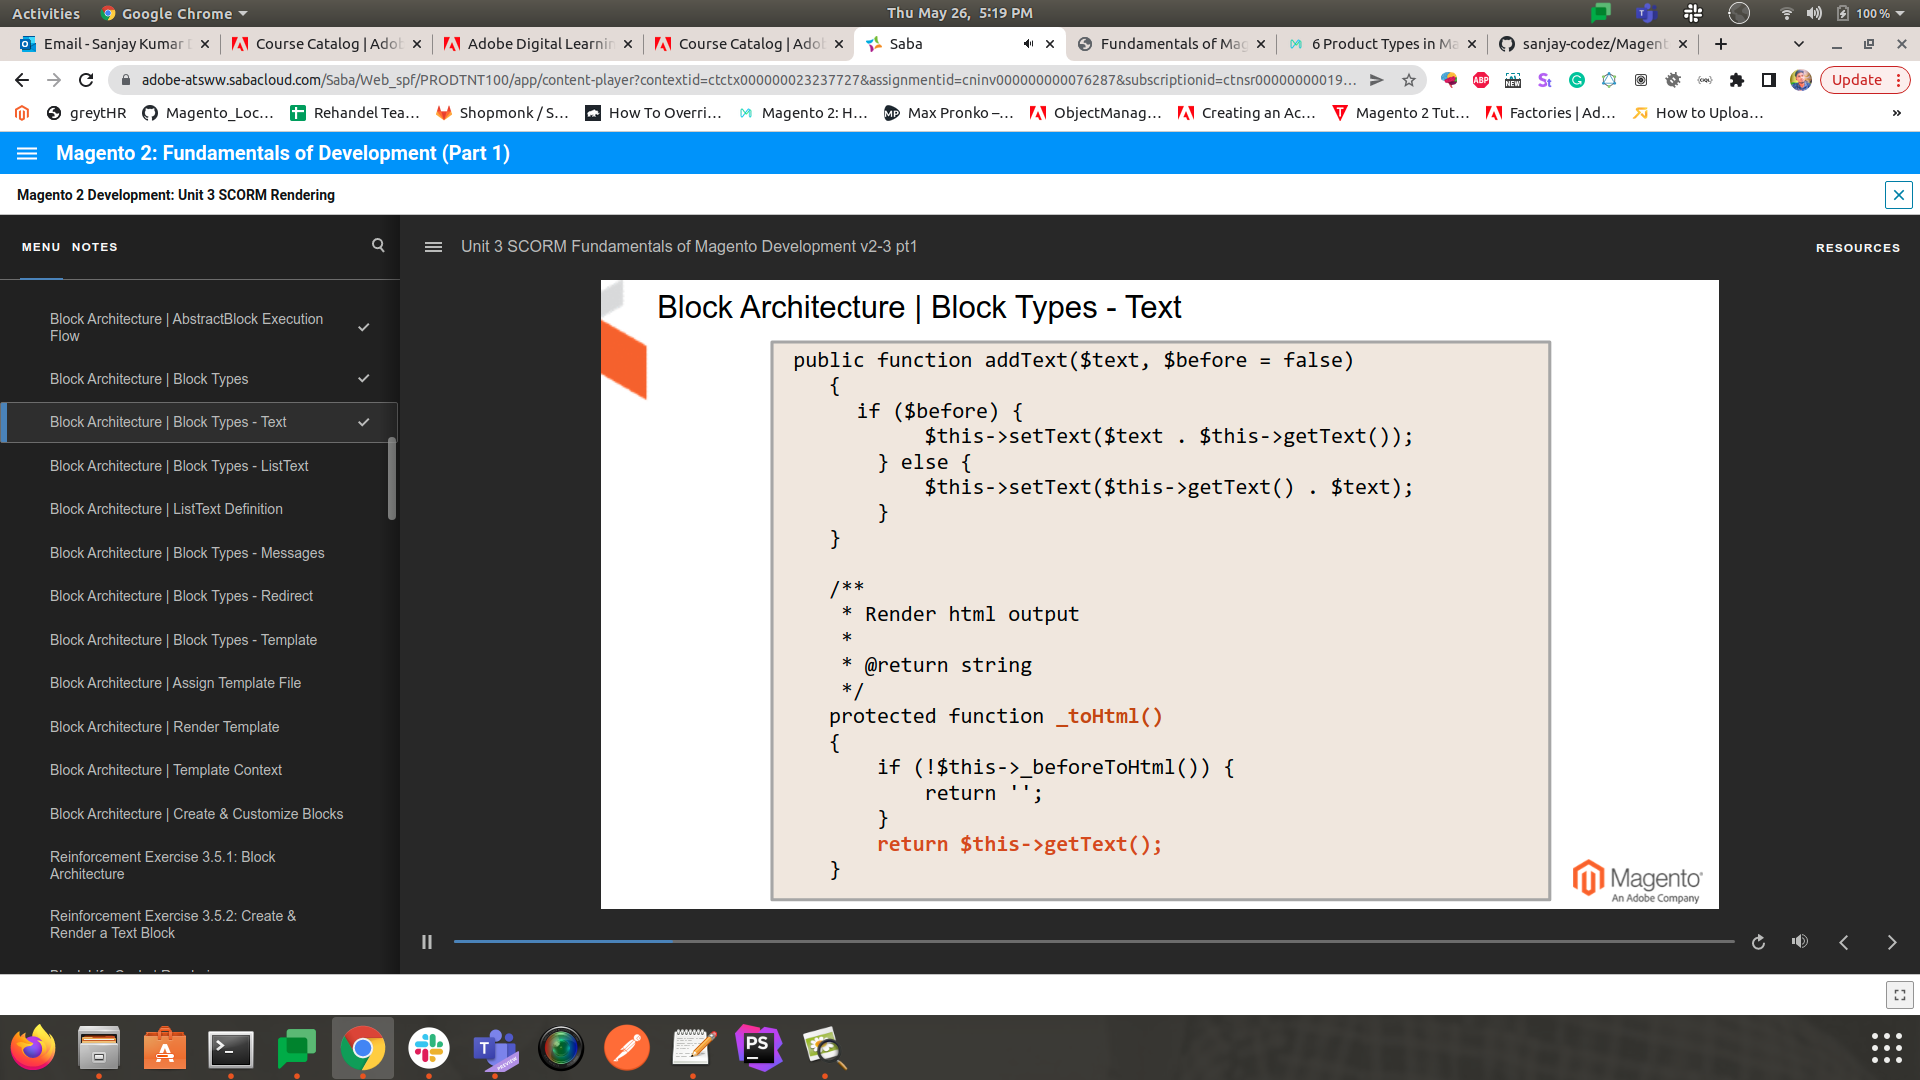 Activities
Google Chrome
Thu May 26, 5:19 PM
100 %
Email - Sanjay Kumar
Course Catalog | Adob
Adobe Digital Learnin
Course Catalog | Adob
Saba
Fundamentals of Mag
6 Product Types in Ma
sanjay-codez/Magent
adobe-atsww.sabacloud.com/Saba/Web_spf/PRODTNT100/app/content-player?contextid=ctctx000000023237727&assignmentid=cninv000000000076287&subscriptionid=ctnsr00000000019...
ABP
NEW
St
Update
greytHR
Magento_Loc...
Rehandel Tea...
Shopmonk / S...
How To Overri...
Magento 2: H...
Max Pronko –...
ObjectManag...
Creating an Ac...
Magento 2 Tut...
Factories | Ad...
How to Uploa...
»
Magento 2: Fundamentals of Development (Part 1)
Magento 2 Development: Unit 3 SCORM Rendering
MENU NOTES
Unit 3 SCORM Fundamentals of Magento Development v2-3 pt1
RESOURCES
Block Architecture | AbstractBlock Execution
Flow
Block Architecture | Block Types
Block Architecture | Block Types - Text
Block Architecture | Block Types - ListText
Block Architecture | ListText Definition
Block Architecture | Block Types - Messages
Block Architecture | Block Types - Redirect
Block Architecture | Block Types - Template
Block Architecture | Assign Template File
Block Architecture | Render Template
Block Architecture | Template Context
Block Architecture | Create & Customize Blocks
Reinforcement Exercise 3.5.1: Block
Architecture
Reinforcement Exercise 3.5.2: Create &
Render a Text Block
Block Architecture | Block Types - Text
public function addText($text, $before = false)
{
if ($before) {
$this->setText($text . $this->getText());
} else {
$this->setText($this->getText() . $text);
}
}
/**
* Render html output
*
* @return string
*/
protected function _toHtml()
{
if (!$this->_beforeToHtml()) {
return '';
}
return $this->getText();
}
Magento
An Adobe Company
PS